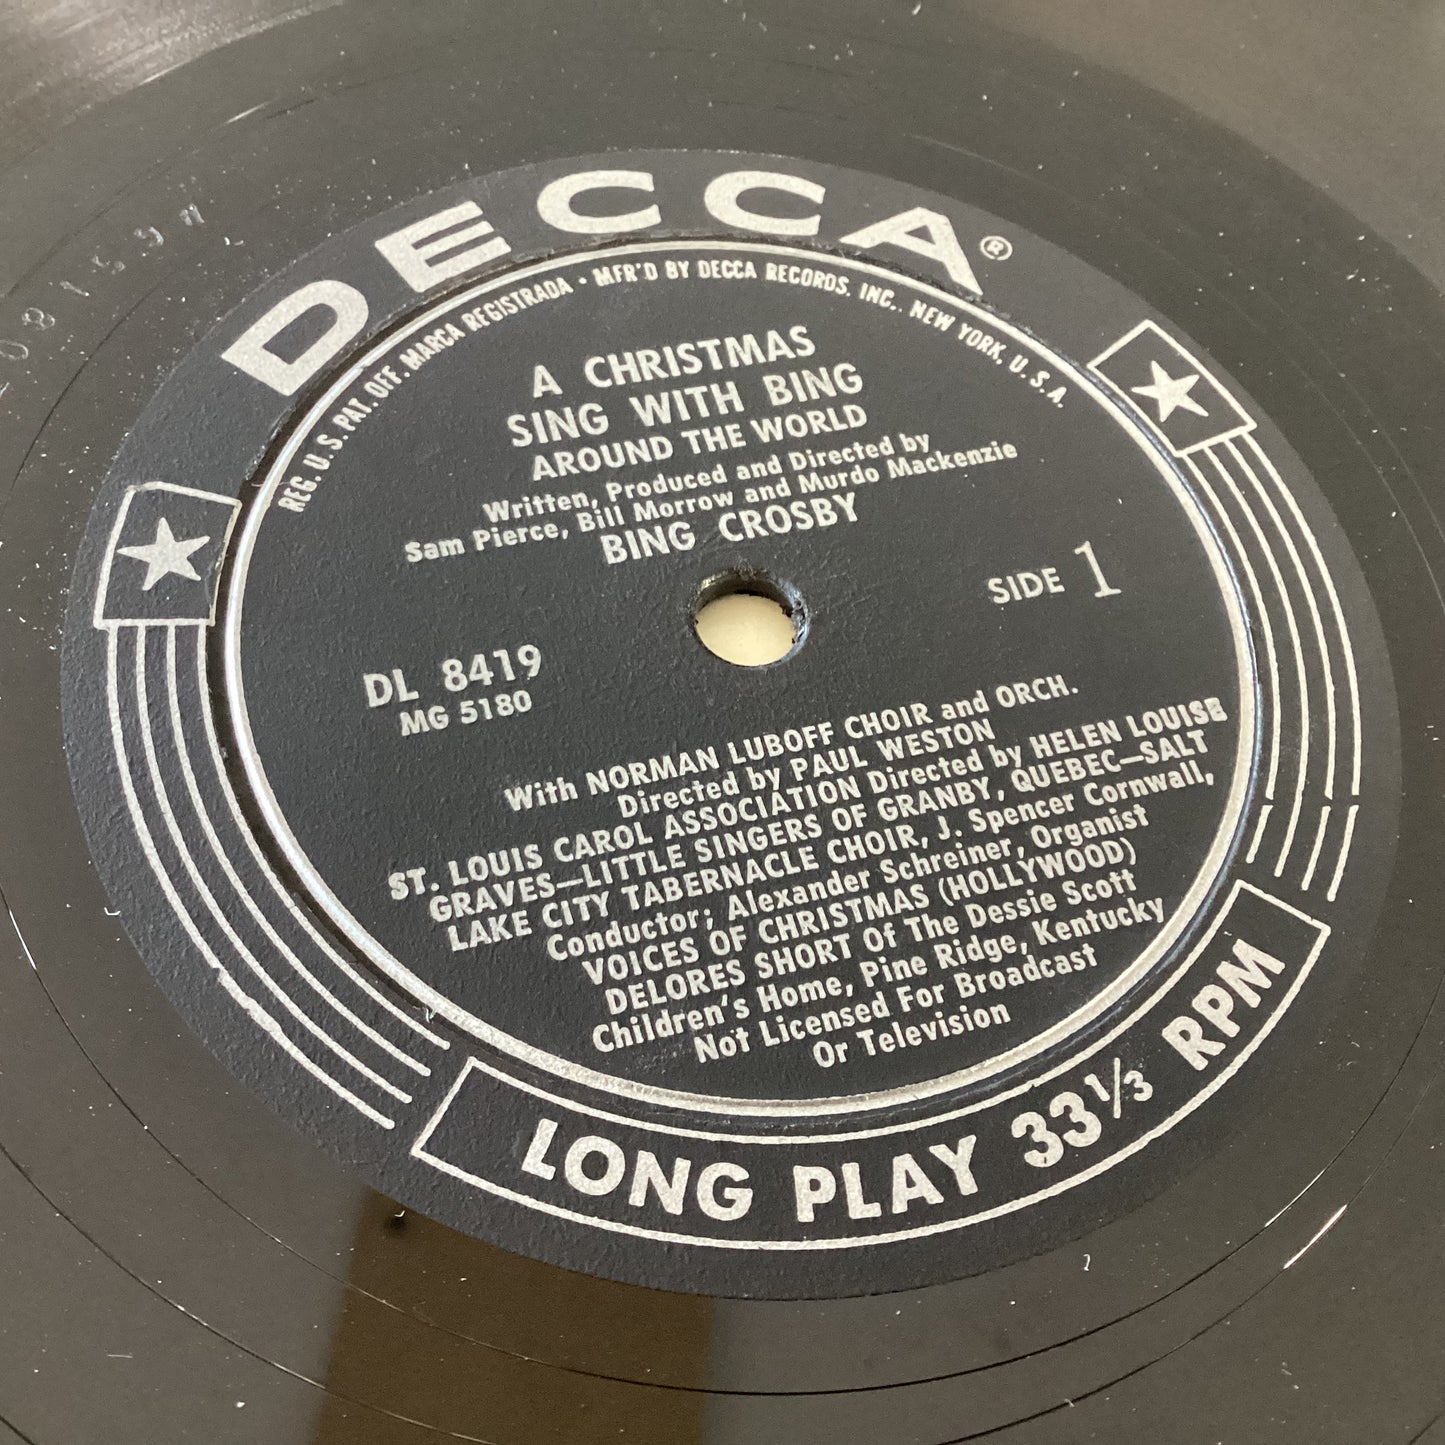 DECCA®
REG. U.S. PAT. OFF. MARCA REGISTRADA • MFR'D BY DECCA RECORDS, INC., NEW YORK, U.S.A.
A CHRISTMAS
SING WITH BING
AROUND THE WORLD
Written, Produced and Directed by
Sam Pierce, Bill Morrow and Murdo Mackenzie
BING CROSBY
SIDE 1
DL 8419
MG 5180
With NORMAN LUBOFF CHOIR and ORCH.
Directed by PAUL WESTON
ST. LOUIS CAROL ASSOCIATION Directed by HELEN LOUISE
GRAVES—LITTLE SINGERS OF GRANBY, QUEBEC—SALT
LAKE CITY TABERNACLE CHOIR, J. Spencer Cornwall,
Conductor; Alexander Schreiner, Organist
VOICES OF CHRISTMAS (HOLLYWOOD)
DELORES SHORT Of The Dessie Scott
Children's Home, Pine Ridge, Kentucky
Not Licensed For Broadcast
Or Television
LONG PLAY 33 1/3 RPM